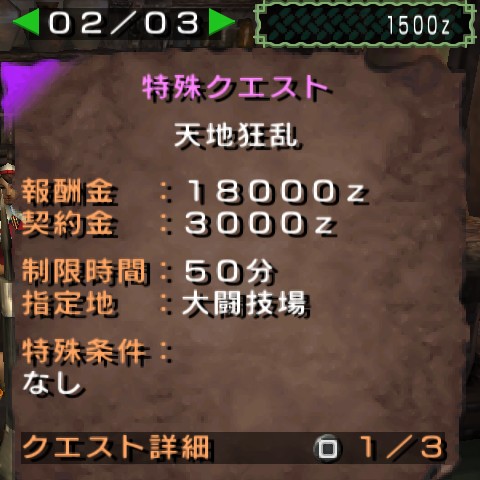 02／03
1500z
特殊クエスト
天地狂乱
報酬金　：18000z
契約金　：3000z
制限時間：50分
指定地　：大闘技場
特殊条件：
なし
クエスト詳細　1／3